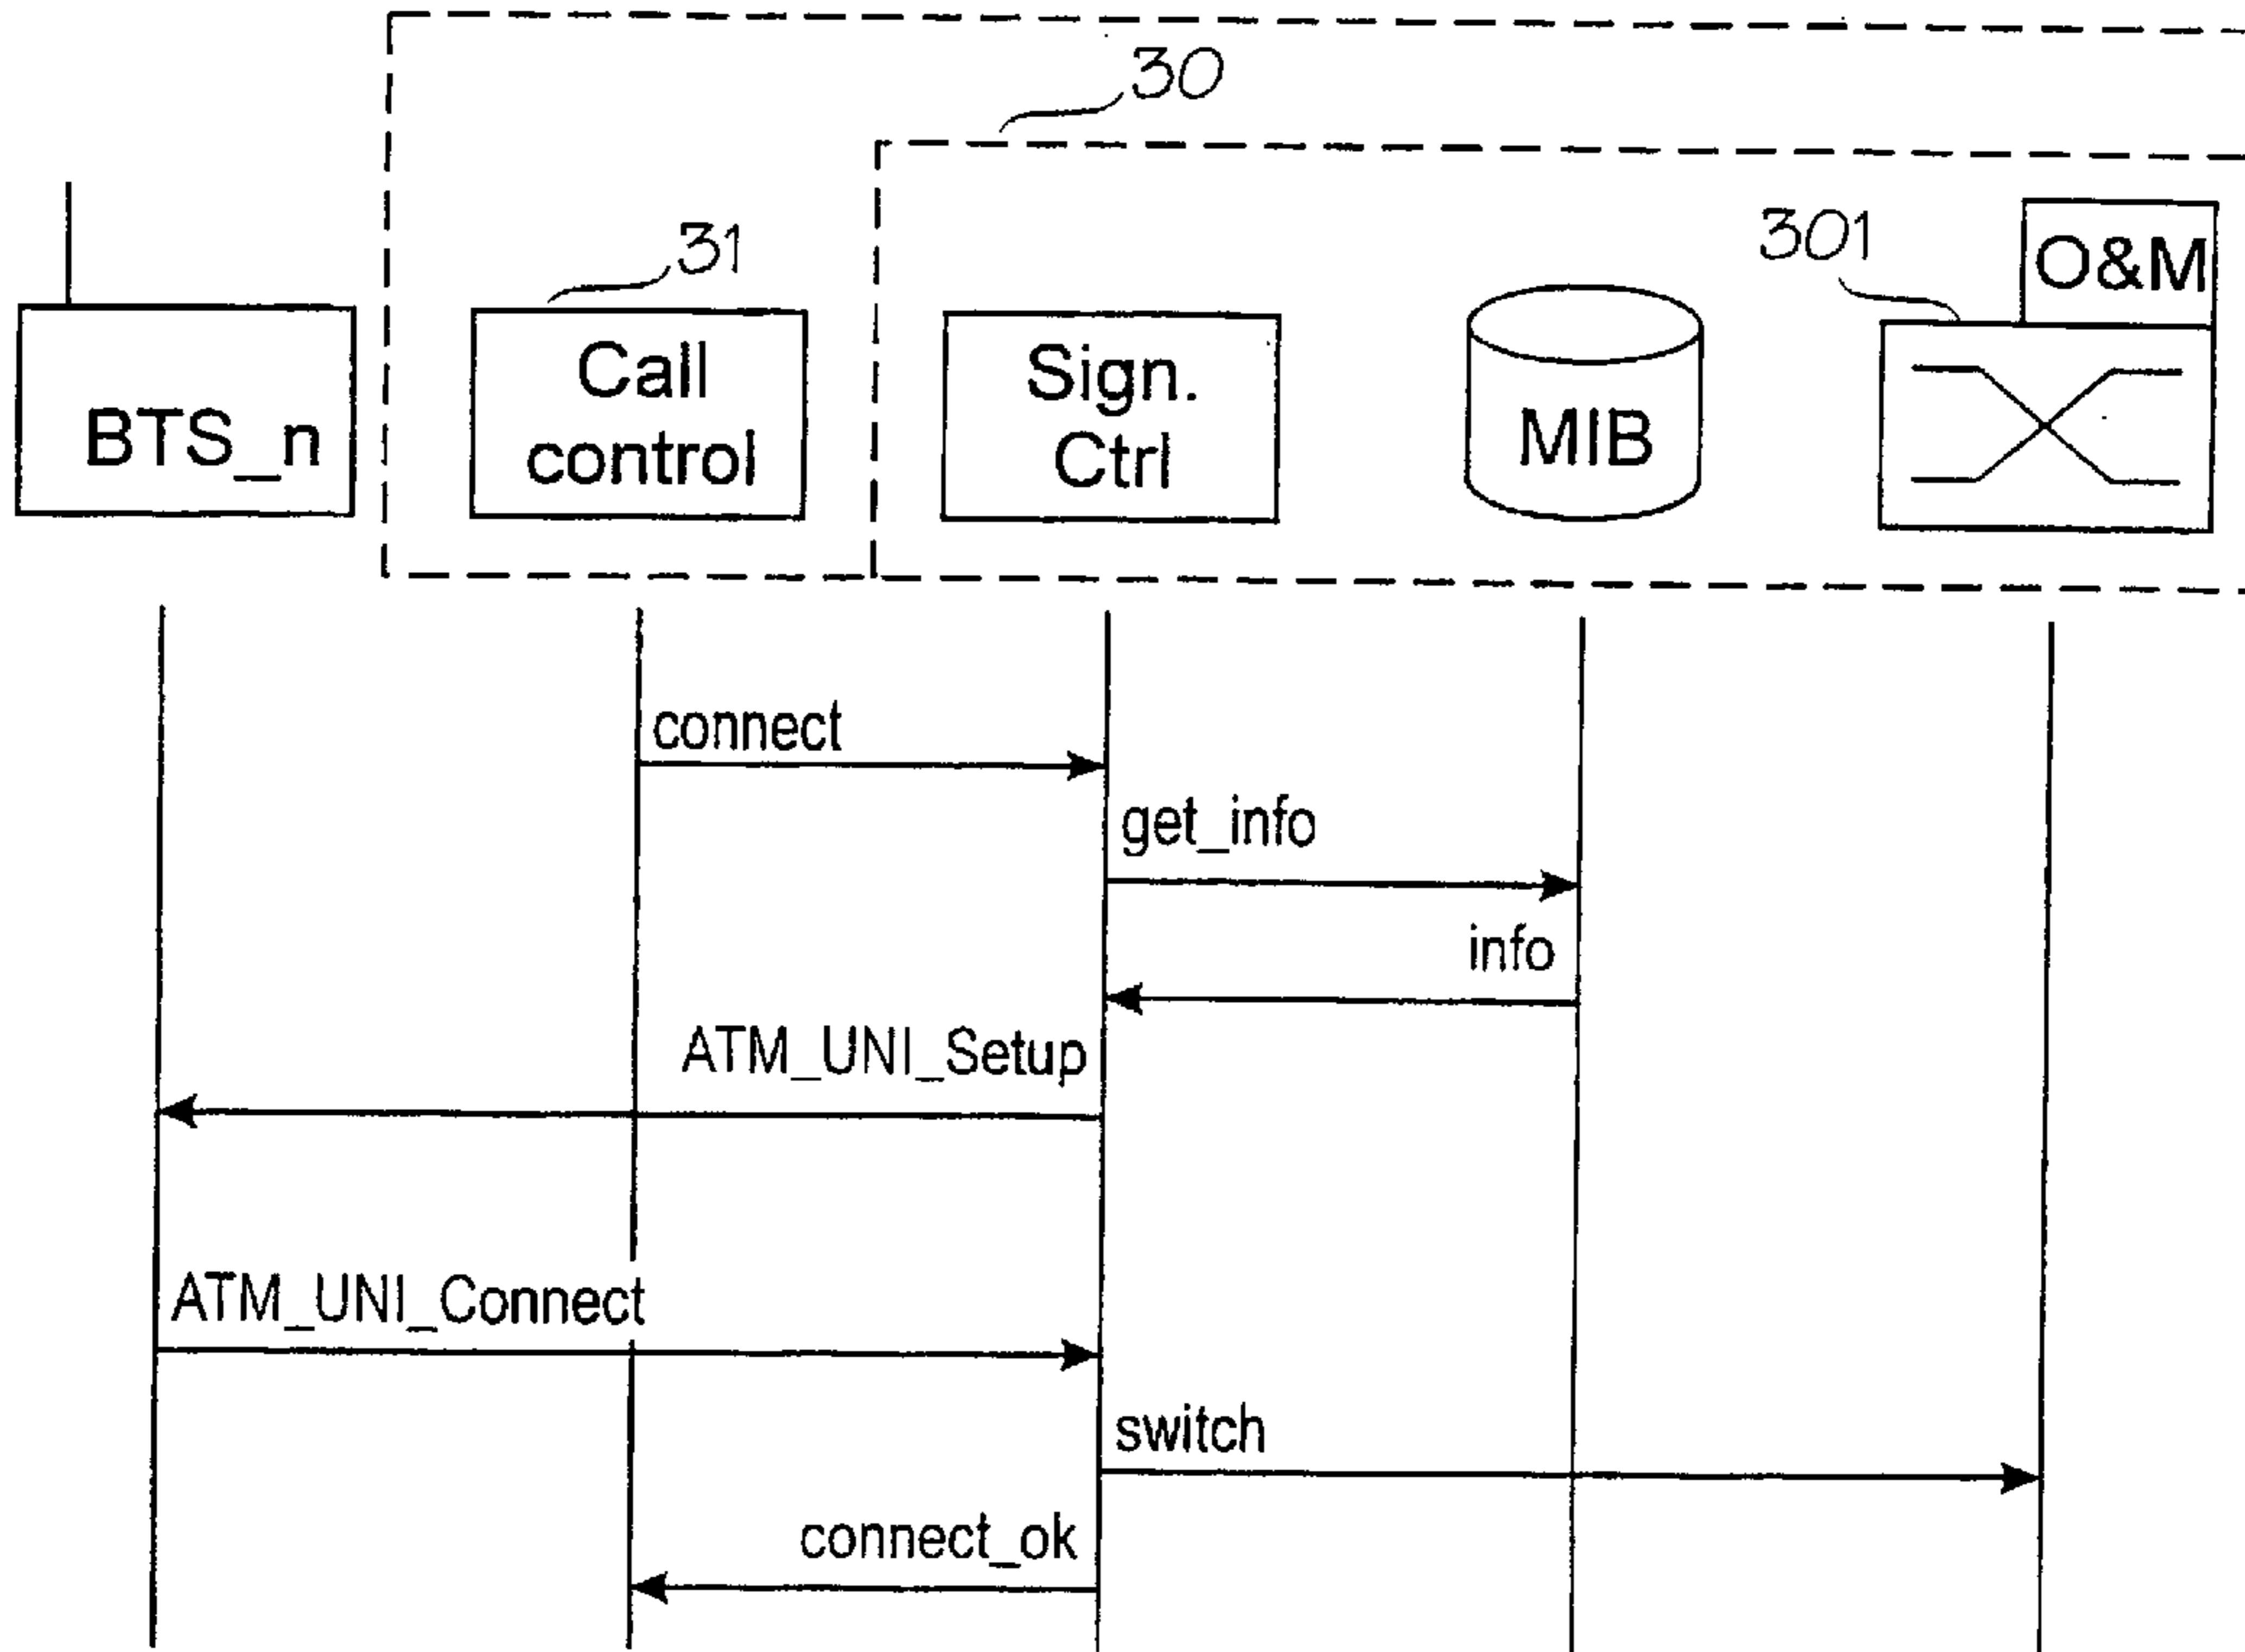 30
31
301
O&M
BTS_n
Call
control
Sign.
Ctrl
MIB
connect
get_info
info
ATM_UNI_Setup
ATM_UNI_Connect
switch
connect_ok